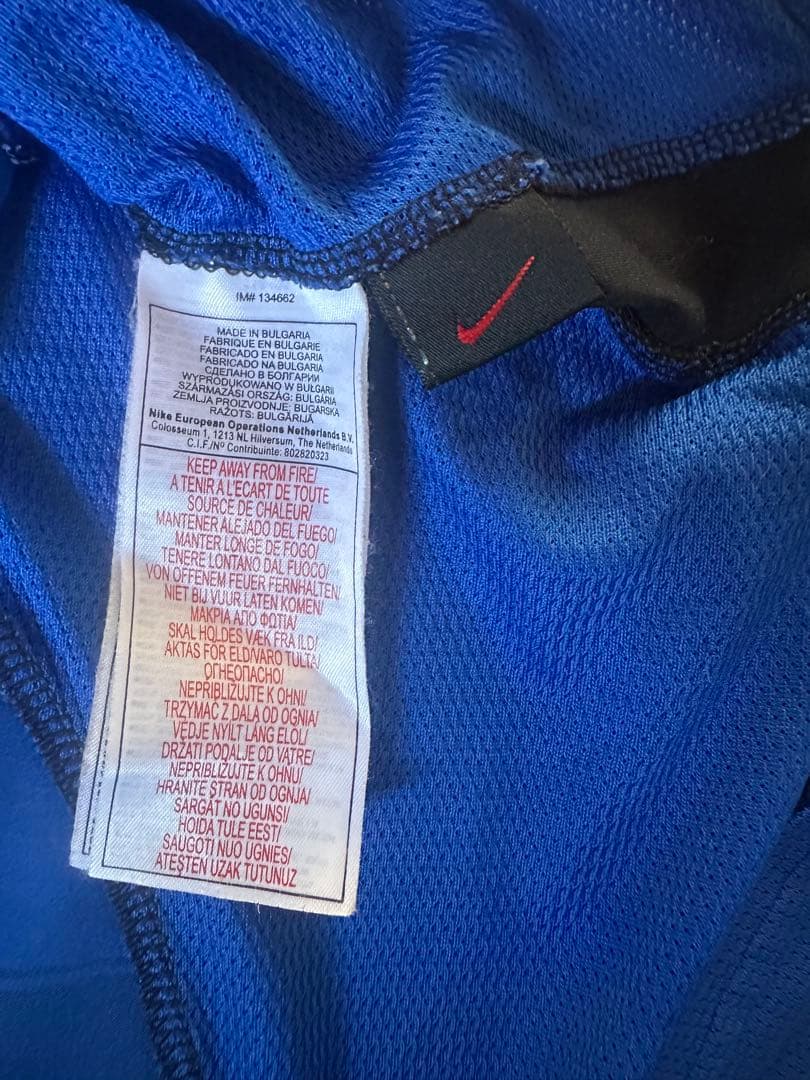 IM# 134662
MADE IN BULGARIA
FABRIQUE EN BULGARIE
FABRICADO EN BULGARIA
FABRICADO NA BULGARIA
СДЕЛАНО В БОЛГАРИИ
WYPRODUKOWANO W BUŁGARII
SZÁRMAZÁSI ORSZÁG: BULGÁRIA
ZEMLJA PROIZVODNJE: BUGARSKA
RAŽOTS: BULGĀRIJĀ
Nike European Operations Netherlands B.V.
Colosseum 1, 1213 NL Hilversum, The Netherlands
C.I.F./Nº Contribuinte: 802820323
KEEP AWAY FROM FIRE/
A TENIR A L'ECART DE TOUTE
SOURCE DE CHALEUR/
MANTENER ALEJADO DEL FUEGO/
MANTER LONGE DE FOGO/
TENERE LONTANO DAL FUOCO/
VON OFFENEM FEUER FERNHALTEN/
NIET BIJ VUUR LATEN KOMEN/
ΜΑΚΡΙΑ ΑΠΟ ΦΩΤΙΑ/
SKAL HOLDES VÆK FRA ILD/
AKTAS FÖR ELD/VARO TULTA/
ОГНЕОПАСНО/
NEPŘIBLIŽUJTE K OHNI/
TRZYMAĆ Z DALA OD OGNIA/
VÉDJE NYÍLT LÁNG ELŐL/
DRŽATI PODALJE OD VATRE/
NEPRIBLIŽUJTE K OHŇU/
HRANITE STRAN OD OGNJA/
SARGĀT NO UGUNS/
HOIDA TULE EEST/
SAUGOTI NUO UGNIES/
ATEŞTEN UZAK TUTUNUZ